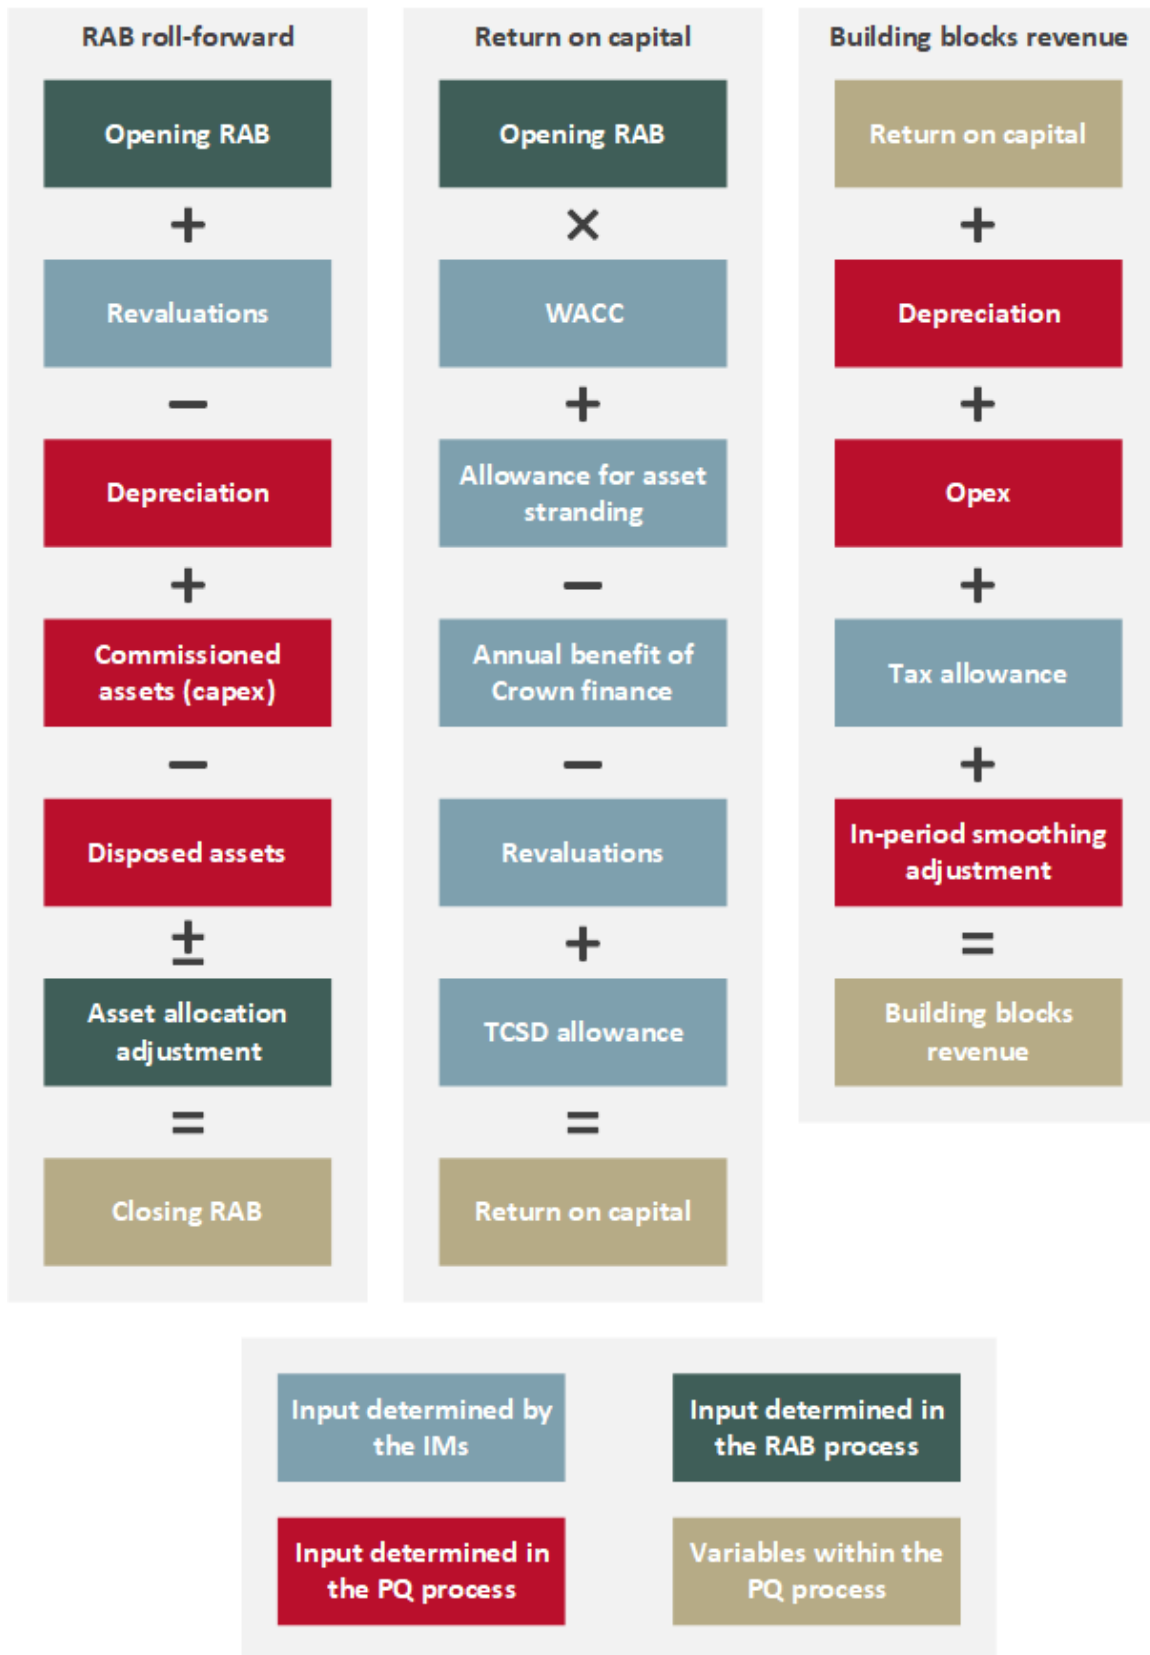 RAB roll-forward
Opening RAB
+
Revaluations
−
Depreciation
+
Commissioned
assets (capex)
−
Disposed assets
±
Asset allocation
adjustment
=
Closing RAB
Return on capital
Opening RAB
×
WACC
+
Allowance for asset
stranding
−
Annual benefit of
Crown finance
−
Revaluations
+
TCSD allowance
=
Return on capital
Building blocks revenue
Return on capital
+
Depreciation
+
Opex
+
Tax allowance
+
In-period smoothing
adjustment
=
Building blocks
revenue
Input determined by
the IMs
Input determined in
the RAB process
Input determined in
the PQ process
Variables within the
PQ process